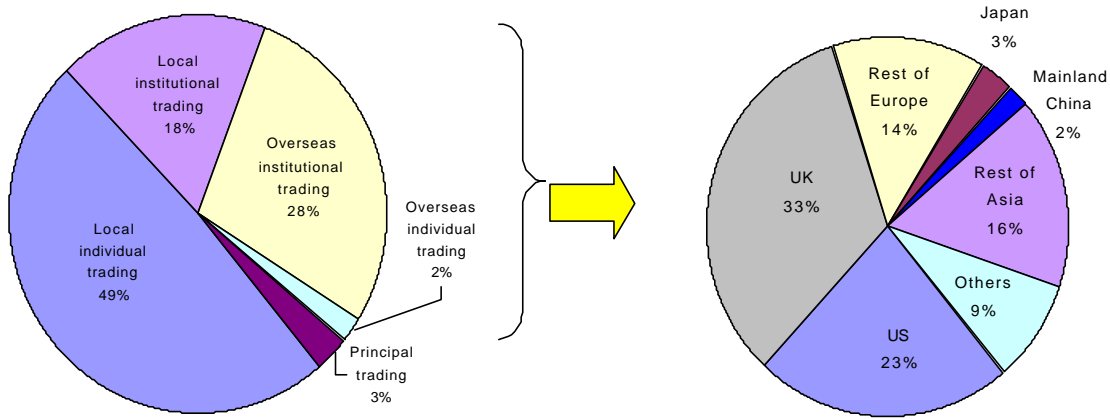 Local
institutional
trading
18%
Overseas
institutional
trading
28%
Overseas
individual
trading
2%
Local
individual
trading
49%
Principal
trading
3%
Japan
3%
Mainland
China
2%
Rest of
Europe
14%
UK
33%
Rest of
Asia
16%
Others
9%
US
23%